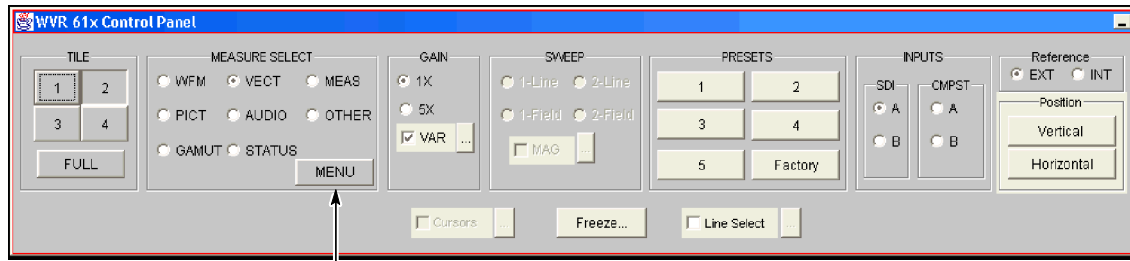 WVR 61x Control Panel
TILE
1 2
3 4
FULL
MEASURE SELECT
WFM VECT MEAS
PICT AUDIO OTHER
GAMUT STATUS
MENU
GAIN
1X
5X
VAR ...
SWEEP
1-Line 2-Line
1-Field 2-Field
MAG ...
PRESETS
1 2
3 4
5 Factory
INPUTS
SDI
A
B
CMPST
A
B
Reference
EXT INT
Position
Vertical
Horizontal
Cursors ...
Freeze...
Line Select ...